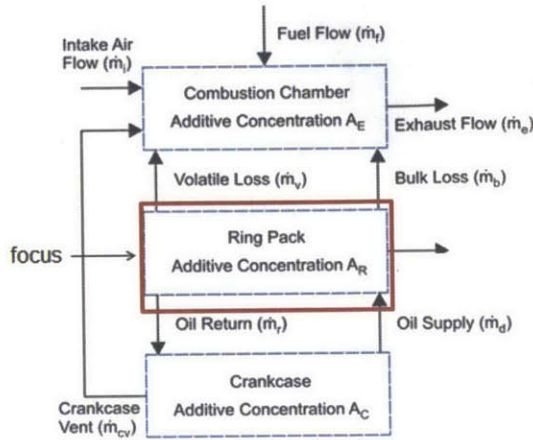 Fuel Flow (ṁf)
Intake Air
Flow (ṁi)
Combustion Chamber
Additive Concentration AE
Exhaust Flow (ṁe)
Volatile Loss (ṁv)
Bulk Loss (ṁb)
focus
Ring Pack
Additive Concentration AR
Oil Return (ṁr)
Oil Supply (ṁd)
Crankcase
Additive Concentration AC
Crankcase
Vent (ṁcv)